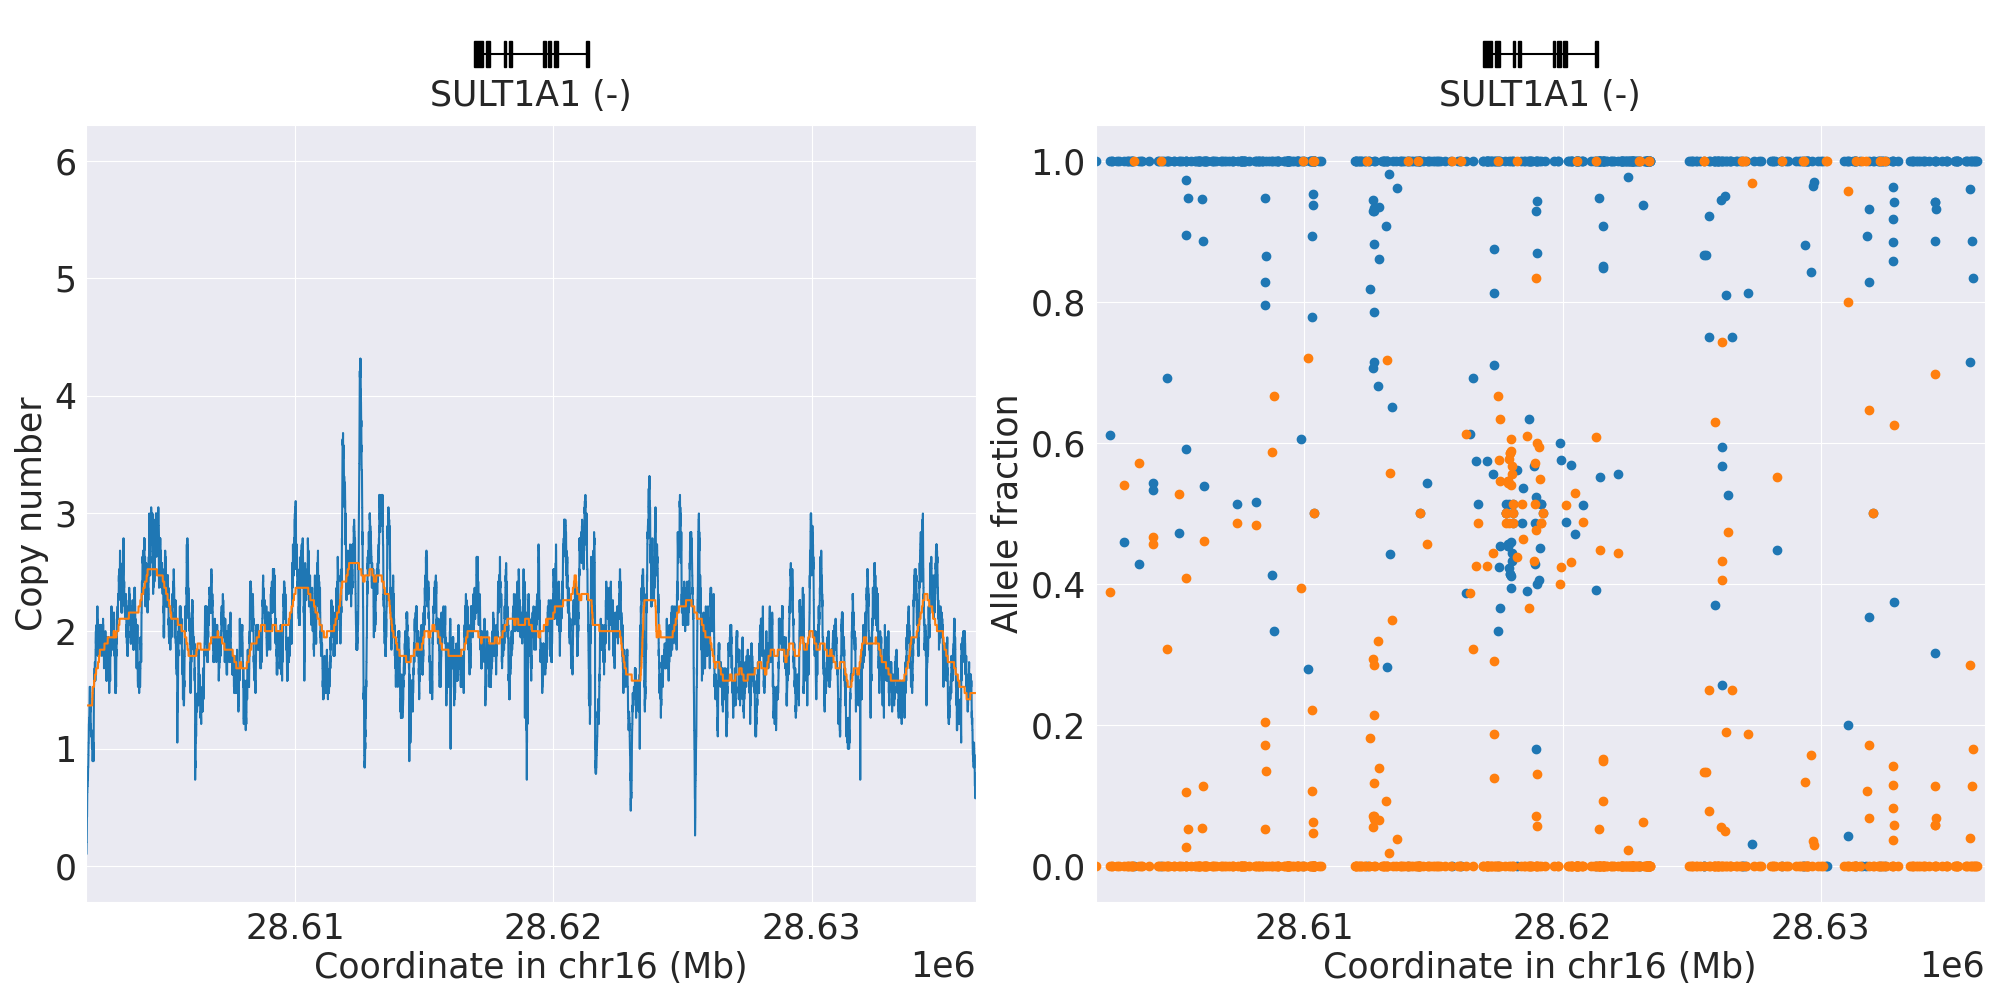 SULT1A1 (-)
Copy number
6
5
4
3
2
1
0
28.61
28.62
28.63
Coordinate in chr16 (Mb)
1e6
SULT1A1 (-)
Allele fraction
1.0
0.8
0.6
0.4
0.2
0.0
28.61
28.62
28.63
Coordinate in chr16 (Mb)
1e6